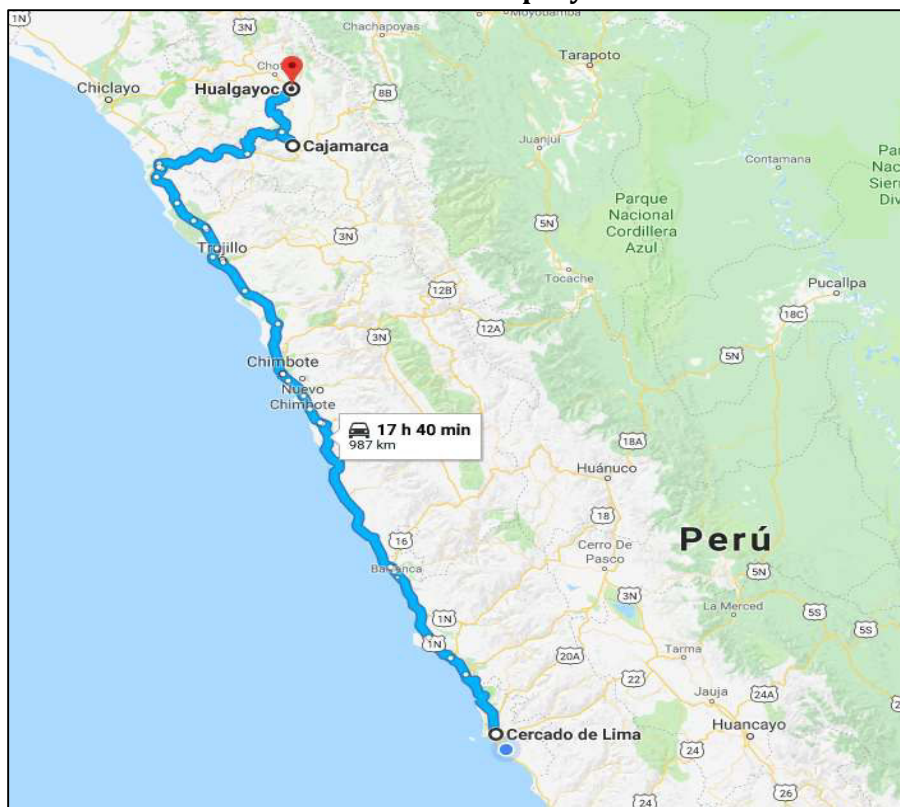 1N
3N
Moyobamba
Chachapoyas
Tarapoto
Chiclayo
Hualgayoc
8B
Cajamarca
Juanjuí
Contamana
5N
Parque
Nacional
Cordillera
Azul
3N
Trujillo
Tocache
Pucallpa
12B
18C
12A
3N
5N
Chimbote
Nuevo
Chimbote
17 h 40 min
987 km
18A
Huánuco
16
18
Perú
Cerro De
Pasco
5N
3N
La Merced
5S
1N
5S
1N
20A
Tarma
22
Jauja
24A
Cercado de Lima
Huancayo
24
24